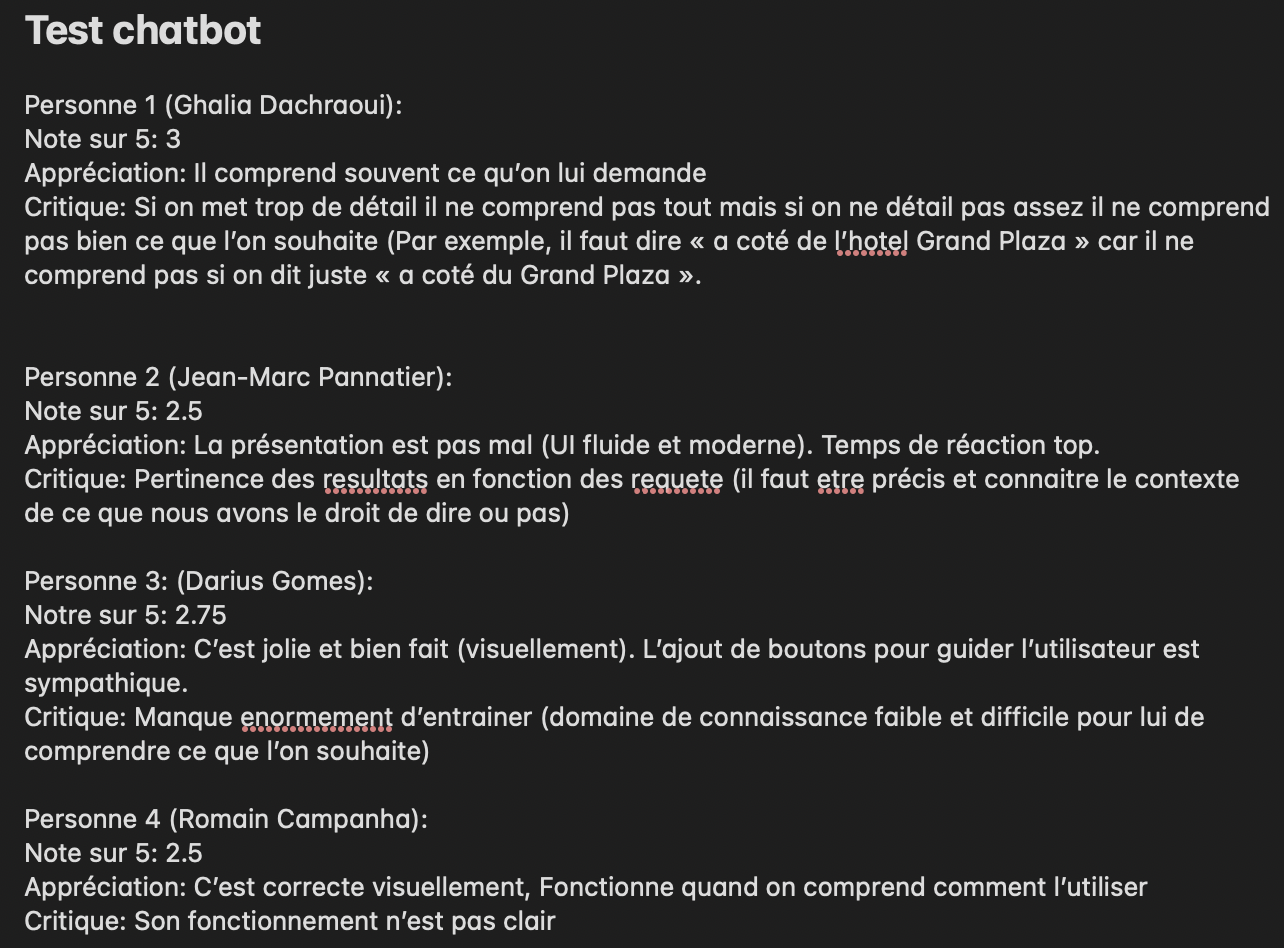 Test chatbot
Personne 1 (Ghalia Dachraoui):
Note sur 5: 3
Appréciation: Il comprend souvent ce qu’on lui demande
Critique: Si on met trop de détail il ne comprend pas tout mais si on ne détail pas assez il ne comprend
pas bien ce que l’on souhaite (Par exemple, il faut dire « a coté de l’hotel Grand Plaza » car il ne
comprend pas si on dit juste « a coté du Grand Plaza ».
Personne 2 (Jean-Marc Pannatier):
Note sur 5: 2.5
Appréciation: La présentation est pas mal (UI fluide et moderne). Temps de réaction top.
Critique: Pertinence des resultats en fonction des requete (il faut etre précis et connaitre le contexte
de ce que nous avons le droit de dire ou pas)
Personne 3: (Darius Gomes):
Notre sur 5: 2.75
Appréciation: C’est jolie et bien fait (visuellement). L’ajout de boutons pour guider l’utilisateur est
sympathique.
Critique: Manque enormement d’entrainer (domaine de connaissance faible et difficile pour lui de
comprendre ce que l’on souhaite)
Personne 4 (Romain Campanha):
Note sur 5: 2.5
Appréciation: C’est correcte visuellement, Fonctionne quand on comprend comment l’utiliser
Critique: Son fonctionnement n’est pas clair